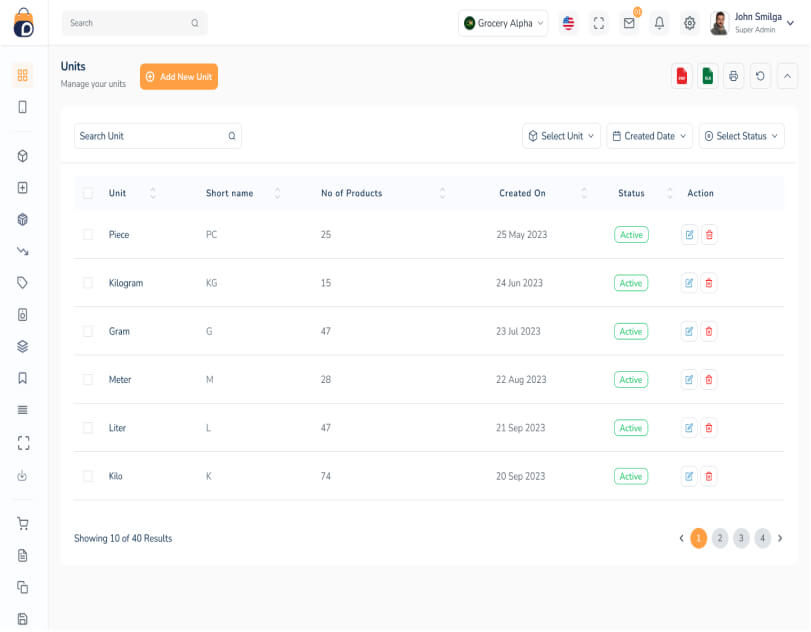 Search
Grocery Alpha
John Smilga
Super Admin
Units
Manage your units
Add New Unit
Search Unit
Select Unit
Created Date
Select Status
Unit Short name No of Products Created On Status Action
Piece PC 25 25 May 2023 Active
Kilogram KG 15 24 Jun 2023 Active
Gram G 47 23 Jul 2023 Active
Meter M 28 22 Aug 2023 Active
Liter L 47 21 Sep 2023 Active
Kilo K 74 20 Sep 2023 Active
Showing 10 of 40 Results
1 2 3 4